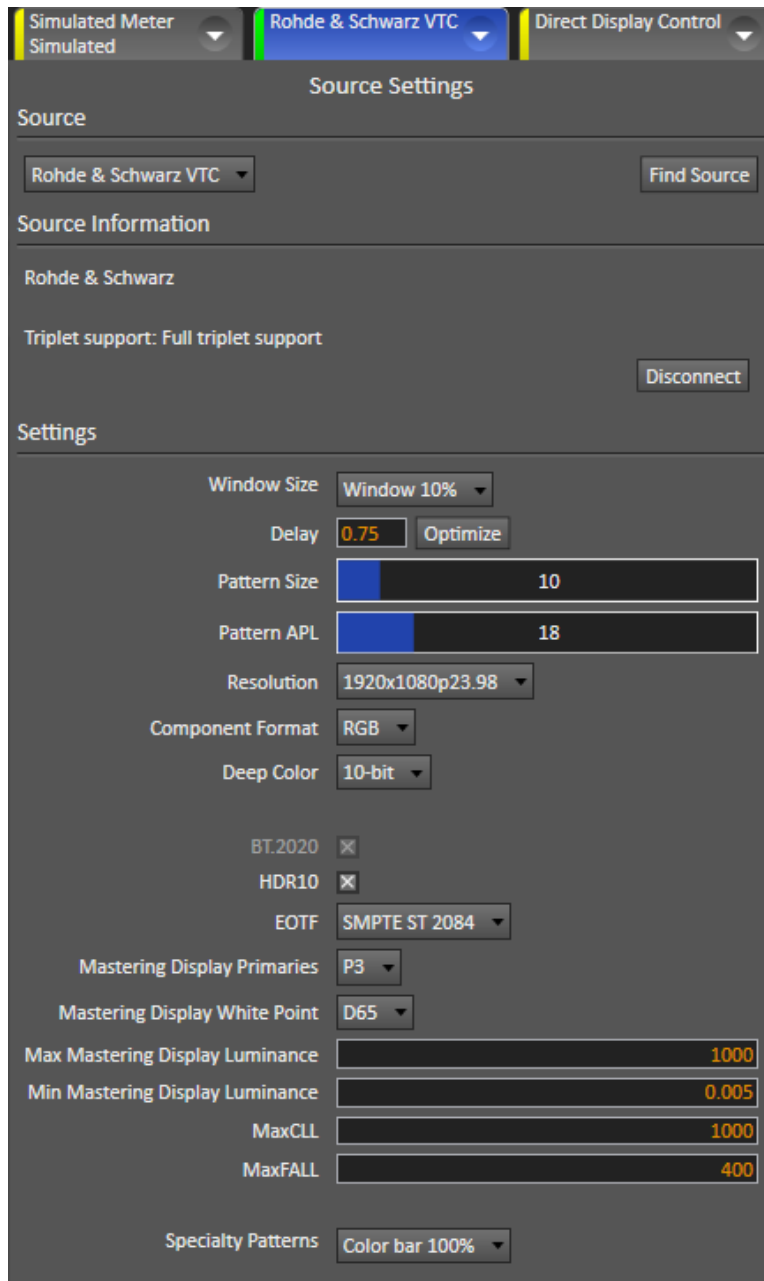 Simulated Meter
Simulated
Rohde & Schwarz VTC
Direct Display Control
Source Settings
Source
Rohde & Schwarz VTC
Find Source
Source Information
Rohde & Schwarz
Triplet support: Full triplet support
Disconnect
Settings
Window Size Window 10%
Delay 0.75 Optimize
Pattern Size 10
Pattern APL 18
Resolution 1920x1080p23.98
Component Format RGB
Deep Color 10-bit
BT.2020
HDR10
EOTF SMPTE ST 2084
Mastering Display Primaries P3
Mastering Display White Point D65
Max Mastering Display Luminance 1000
Min Mastering Display Luminance 0.005
MaxCLL 1000
MaxFALL 400
Specialty Patterns Color bar 100%